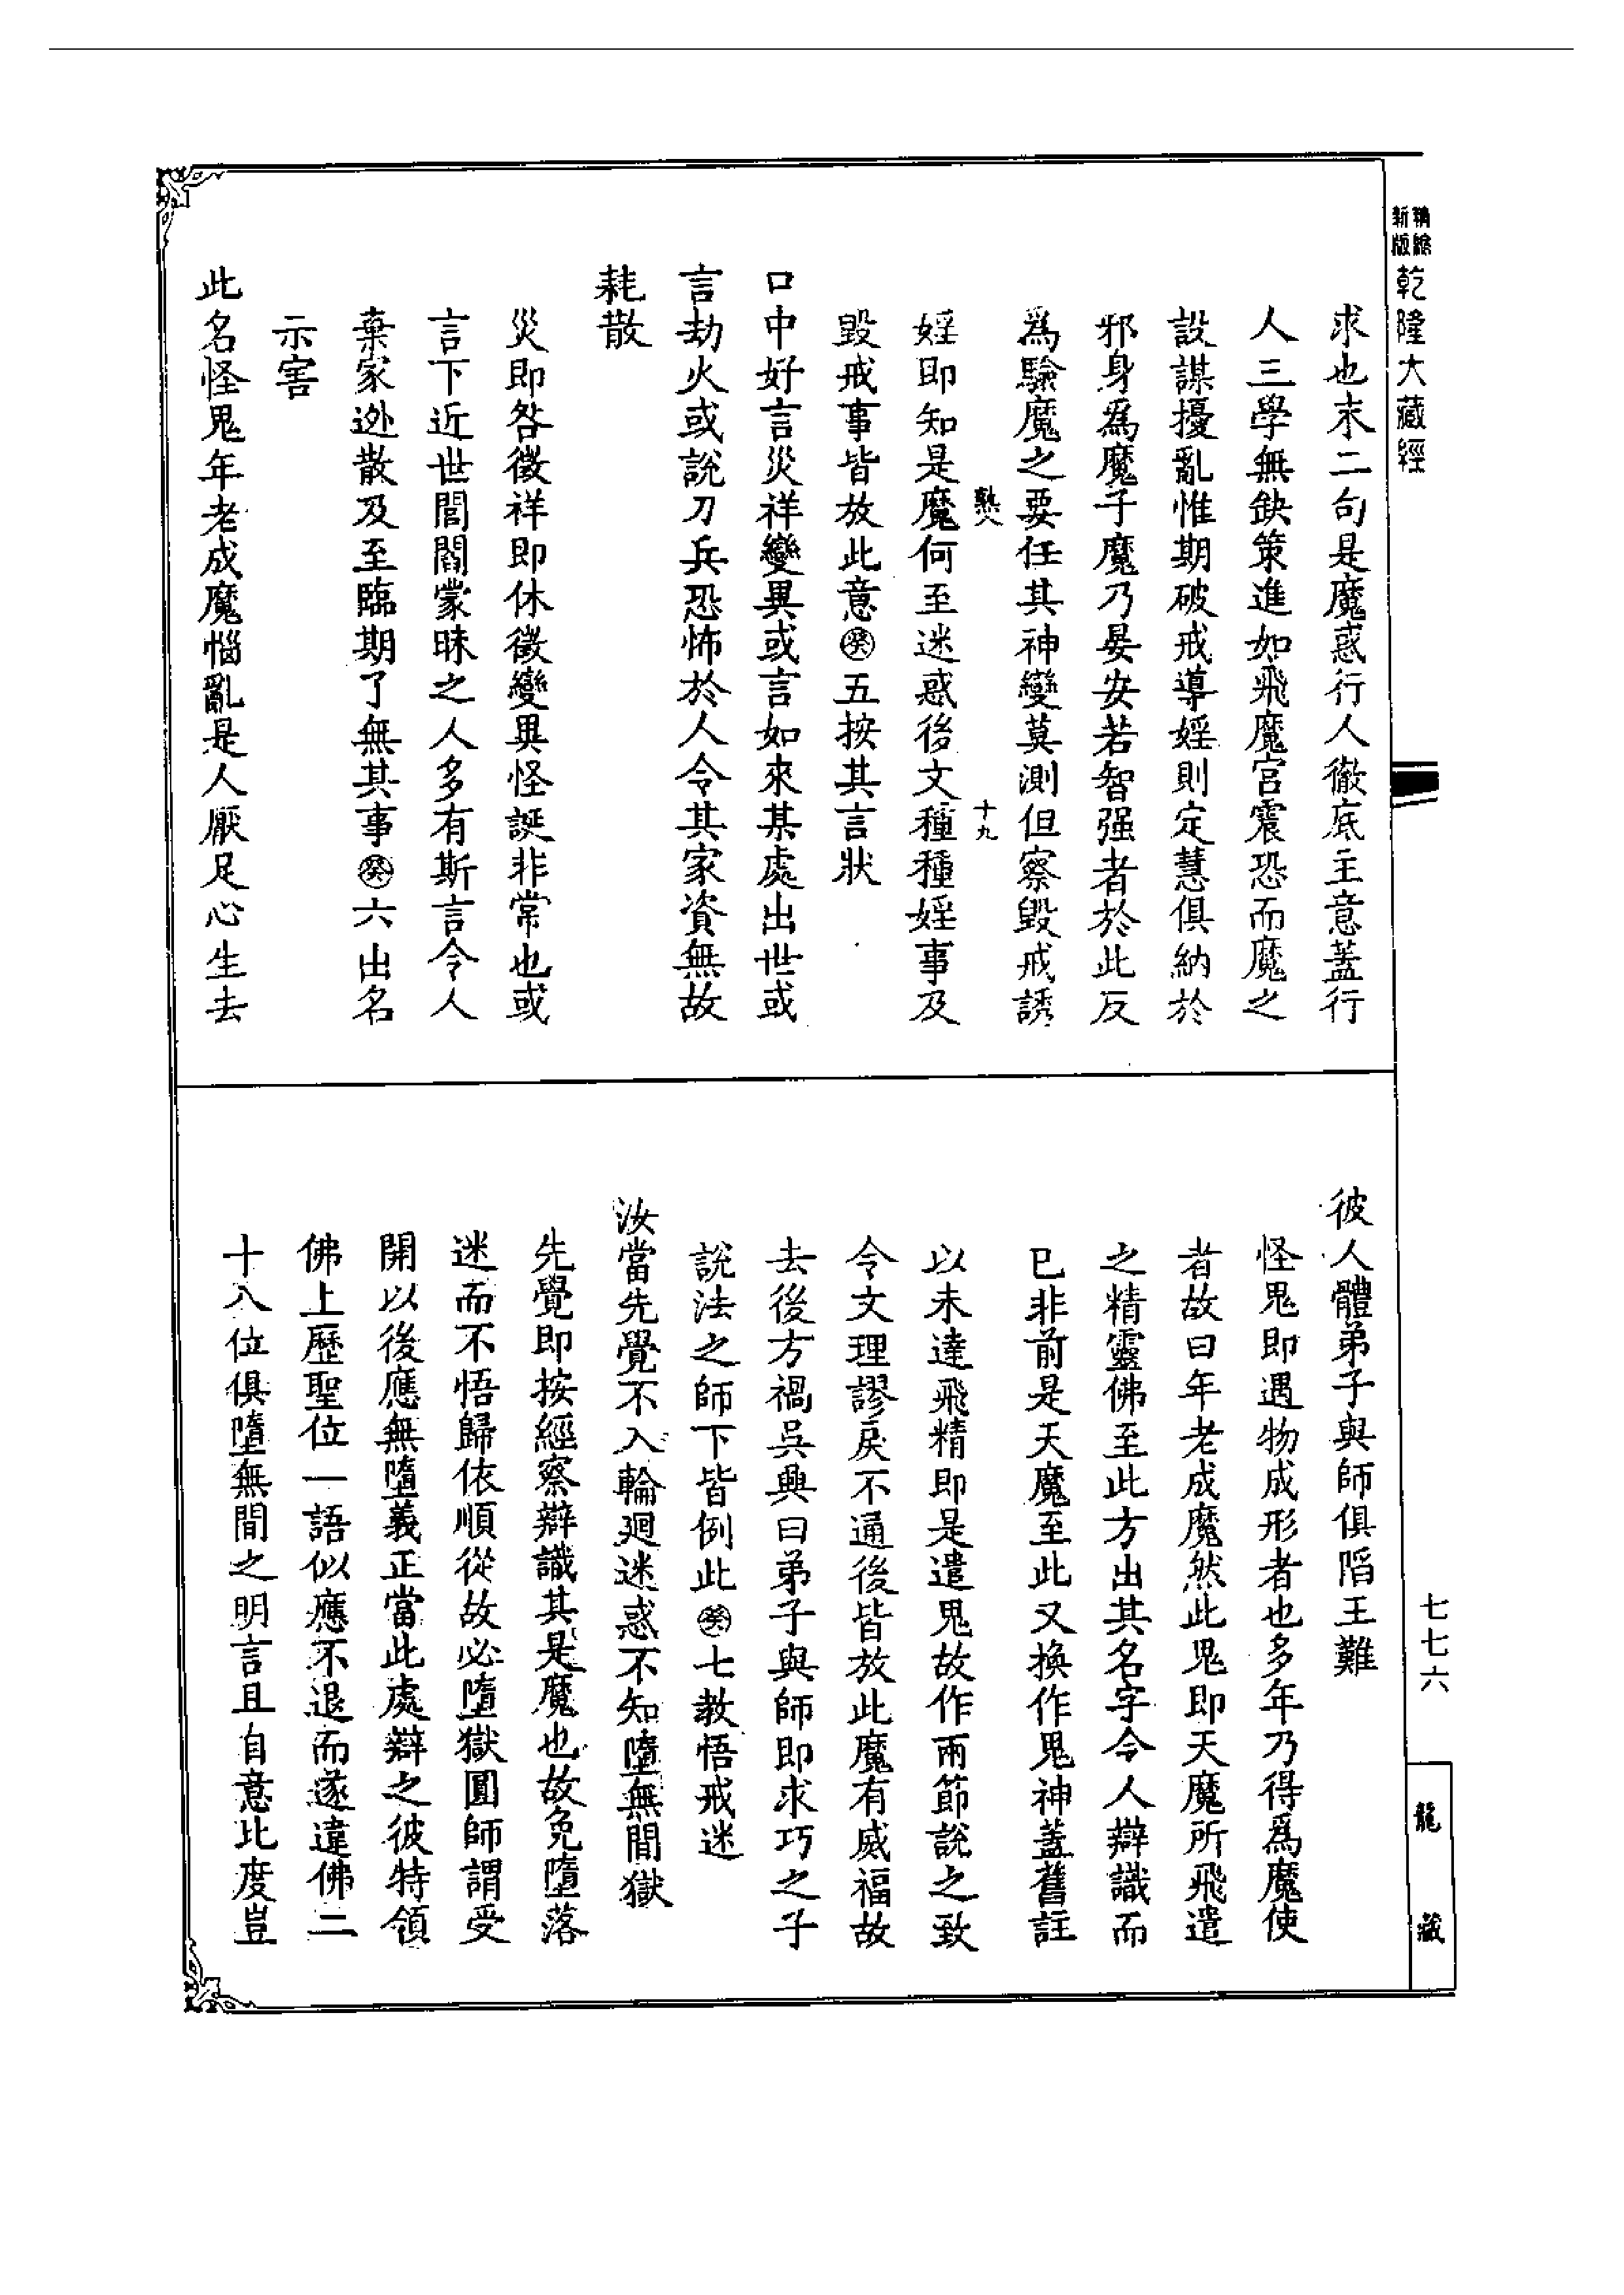 精繪新版乾隆大藏經
求也末二句是魔惑行人徹底主意蓋行
人三學無缺策進如飛魔宮震恐而魔之
設謀擾亂惟期破戒導婬則定慧俱納於
邪身爲魔子魔乃晏安若智强者於此反
爲驗魔之要任其神變莫測但察毀戒誘
十九
婬即知是魔何至迷惑後文種種婬事及
毀戒事皆放此意㊋五按其言狀
口中好言災祥變異或言如來某處出世或
言劫火或說刀兵恐怖於人令其家資無故
耗散
災即咎徵祥即休徵變異怪誕非常也或
言下近世閭閻蒙昧之人多有斯言令人
棄家迯散及至臨期了無其事癸六出名
示害
此名怪鬼年老成魔惱亂是人厭足心生去
彼人體弟子與師俱陷王難
怪鬼即遇物成形者也多年乃得爲魔使
者故曰年老成魔然此鬼即天魔所飛遣
之精靈佛至此方出其名字令人辯識而
已非前是天魔至此又換作鬼神蓋舊註
以未達飛精即是遣鬼故作兩節說之致
令文理謬戾不通後皆放此魔有威福故
去後方禍吳興曰弟子與師即求巧之子
說法之師下皆例此癸七教悟戒迷
汝當先覺不入輪迴迷惑不知墮無間獄
先覺即按經察辯識其是魔也故免墮落
迷而不悟歸依順從故必墮獄圓師謂受
開以後應無墮義正當此處辯之彼特領
佛上歷聖位一語似應不退而遂違佛二
十八位俱墮無間之明言且自意比度豈
七七六
龍藏